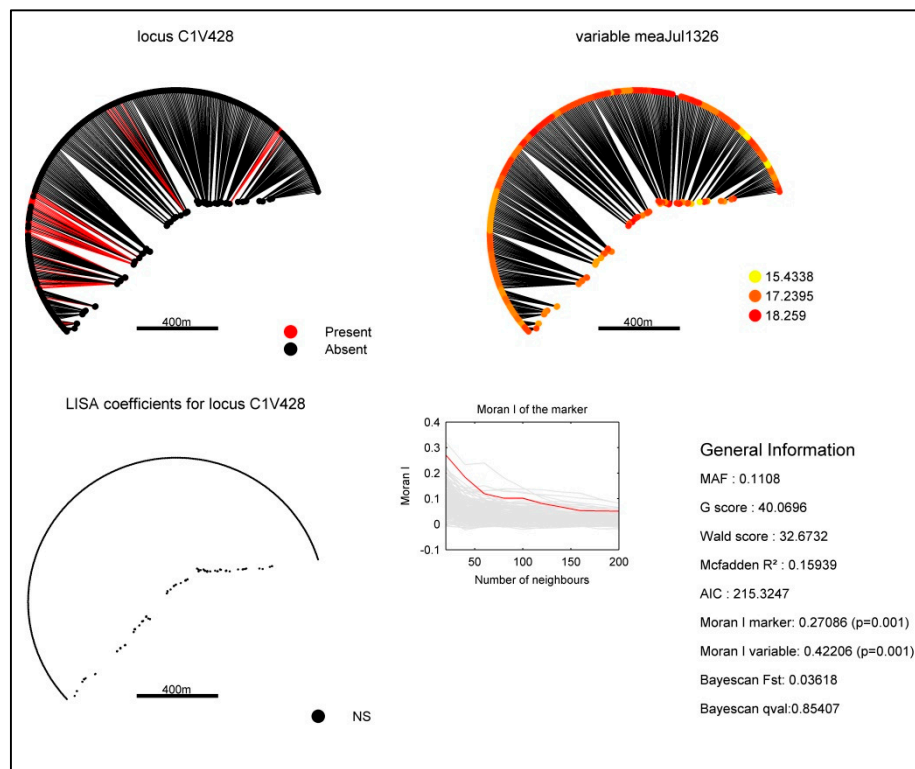 locus C1V428
variable meaJul1326
400m
Present
Absent
400m
15.4338
17.2395
18.259
LISA coefficients for locus C1V428
400m
NS
Moran I of the marker
Moran I
0.4
0.3
0.2
0.1
0
-0.1
50
100
150
200
Number of neighbours
General Information
MAF : 0.1108
G score : 40.0696
Wald score : 32.6732
Mcfadden R² : 0.15939
AIC : 215.3247
Moran I marker: 0.27086 (p=0.001)
Moran I variable: 0.42206 (p=0.001)
Bayescan Fst: 0.03618
Bayescan qval:0.85407